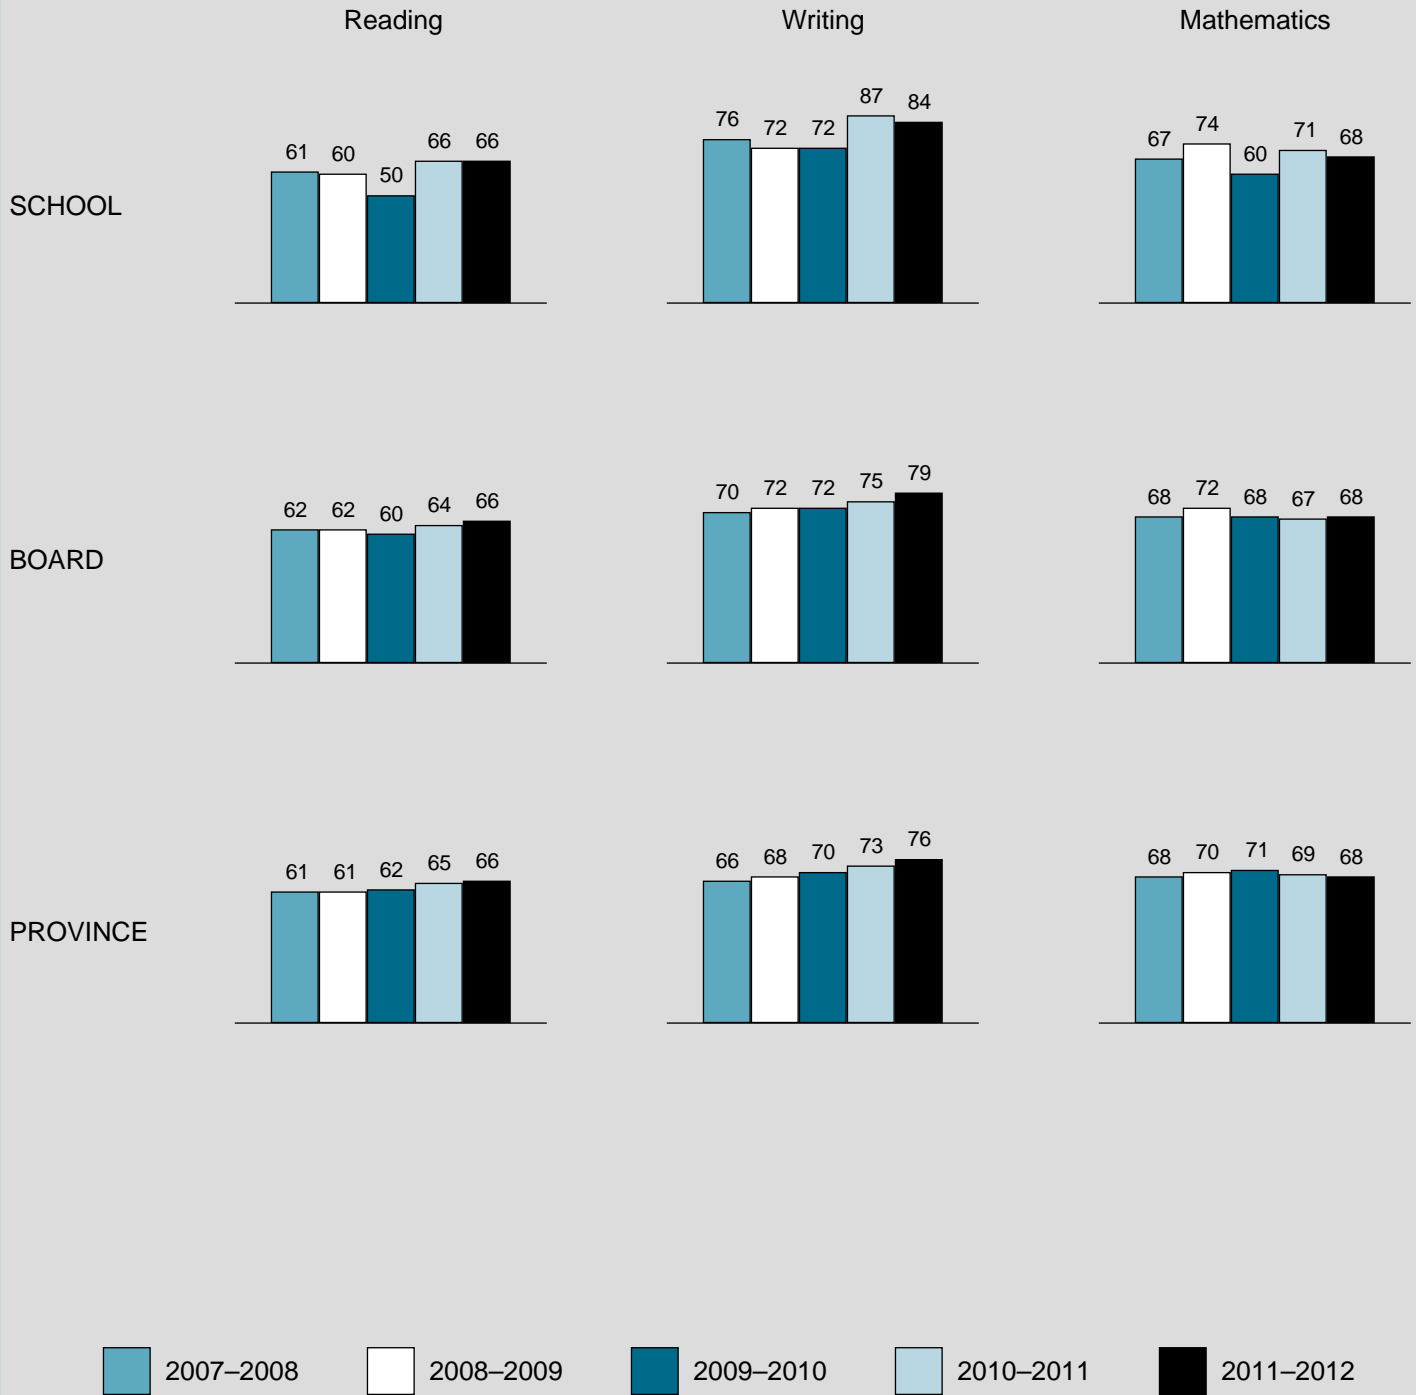 Reading Writing Mathematics
SCHOOL
61 60 50 66 66
76 72 72 87 84
67 74 60 71 68
BOARD
62 62 60 64 66
70 72 72 75 79
68 72 68 67 68
PROVINCE
61 61 62 65 66
66 68 70 73 76
68 70 71 69 68
2007–2008 2008–2009 2009–2010 2010–2011 2011–2012